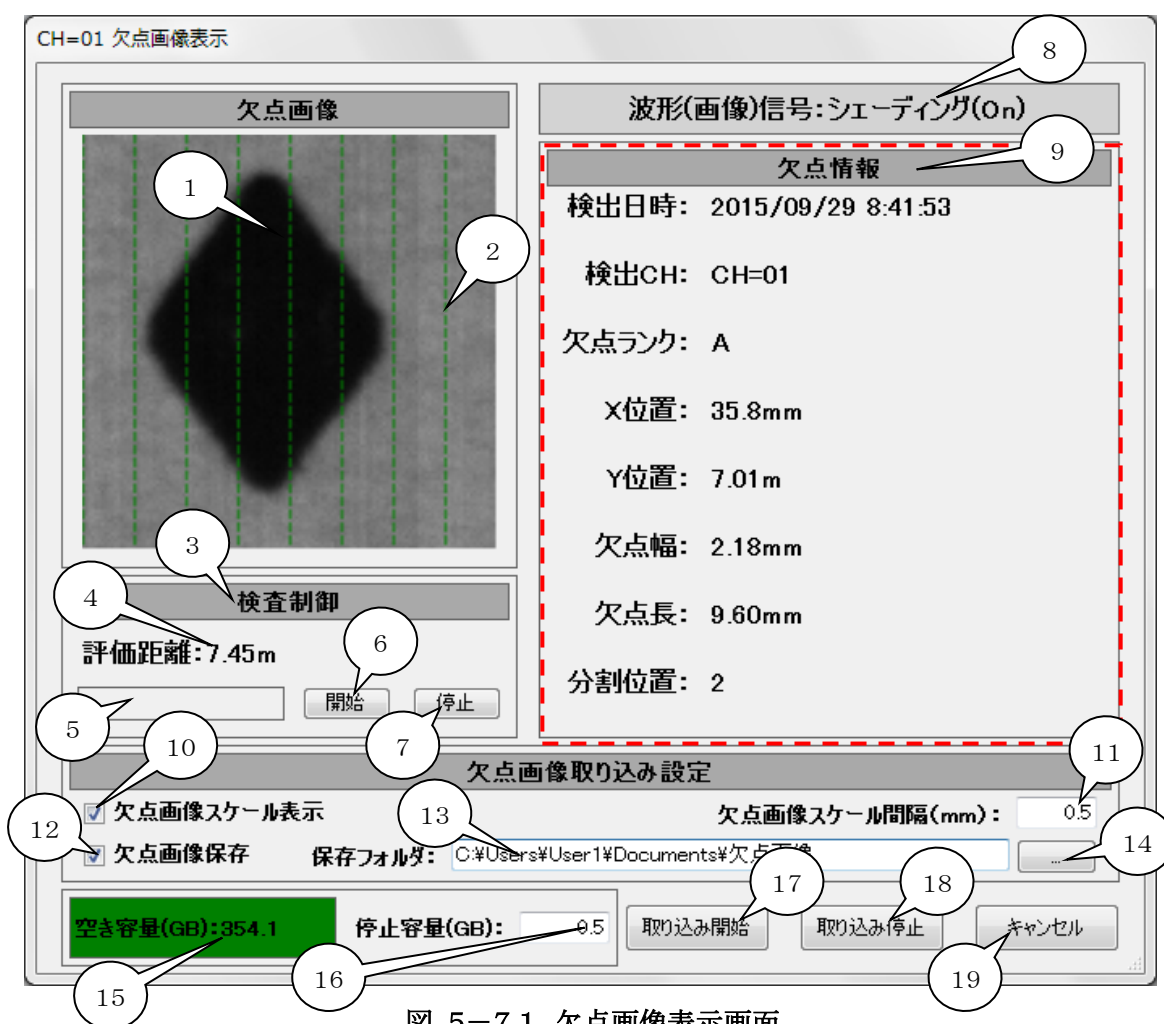 CH=01 欠点画像表示
8
欠点画像
波形(画像)信号:シェーディング(On)
9
欠点情報
1
検出日時: 2015/09/29 8:41:53
2
検出CH: CH=01
欠点ランク: A
X位置: 35.8mm
Y位置: 7.01m
3
欠点幅: 2.18mm
4
検査制御
欠点長: 9.60mm
6
評価距離:7.45m
分割位置: 2
5
開始
停止
7
10
11
欠点画像取り込み設定
欠点画像スケール表示
13
欠点画像スケール間隔(mm):
0.5
12
欠点画像保存
保存フォルダ:
C:¥Users¥User1¥Documents¥欠点画像
...
14
17
18
空き容量(GB):354.1
停止容量(GB):
0.5
取り込み開始
取り込み停止
キャンセル
15
16
19
図 5-7.1 欠点画像表示画面